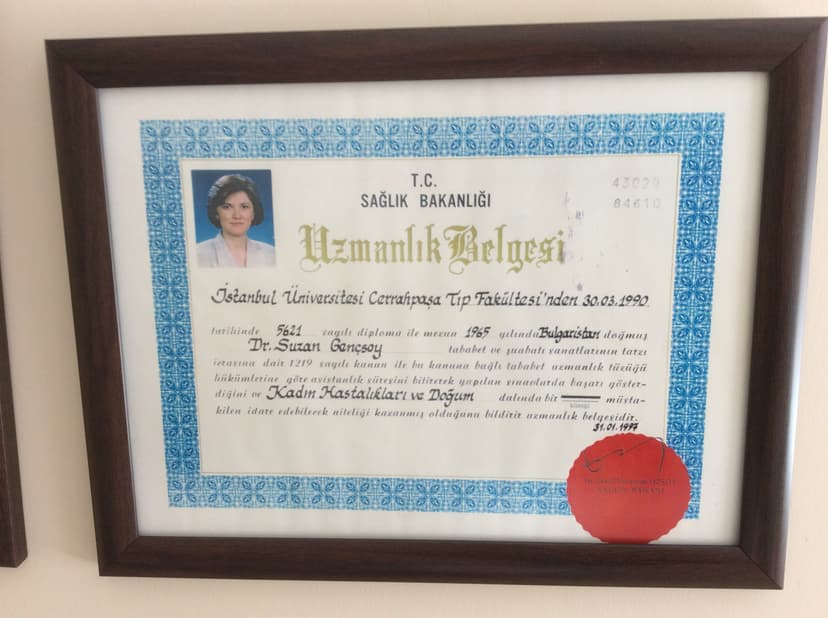 T.C.
SAĞLIK BAKANLIĞI
43029
84610
Uzmanlık Belgesi
İstanbul Üniversitesi Cerrahpaşa Tıp Fakültesi'nden 30.03.1990
tarihinde 5621 sayılı diploma ile mezun 1965 yılında Bulgaristan doğmuş
Dr. Suzan Gençsoy tababet ve şuabatı sanatlarının tarzı
icrasına dair 1219 sayılı kanun ile bu kanuna bağlı tababet uzmanlık tüzüğü
hükümlerine göre asistanlık süresini bitirerek yapılan sınavlarda başarı göster-
diğini ve Kadın Hastalıkları ve Doğum dalında bir müsta-
kilen idare edebilecek niteliği kazanmış olduğunu bildirir uzmanlık belgesidir.
31.01.1997